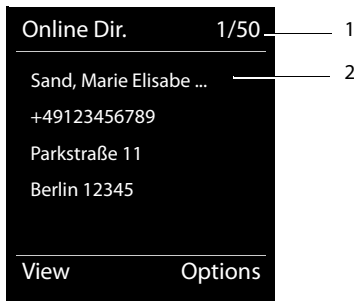 Online Dir. 1/50 1
Sand, Marie Elisabe ... 2
+49123456789
Parkstraße 11
Berlin 12345
View Options